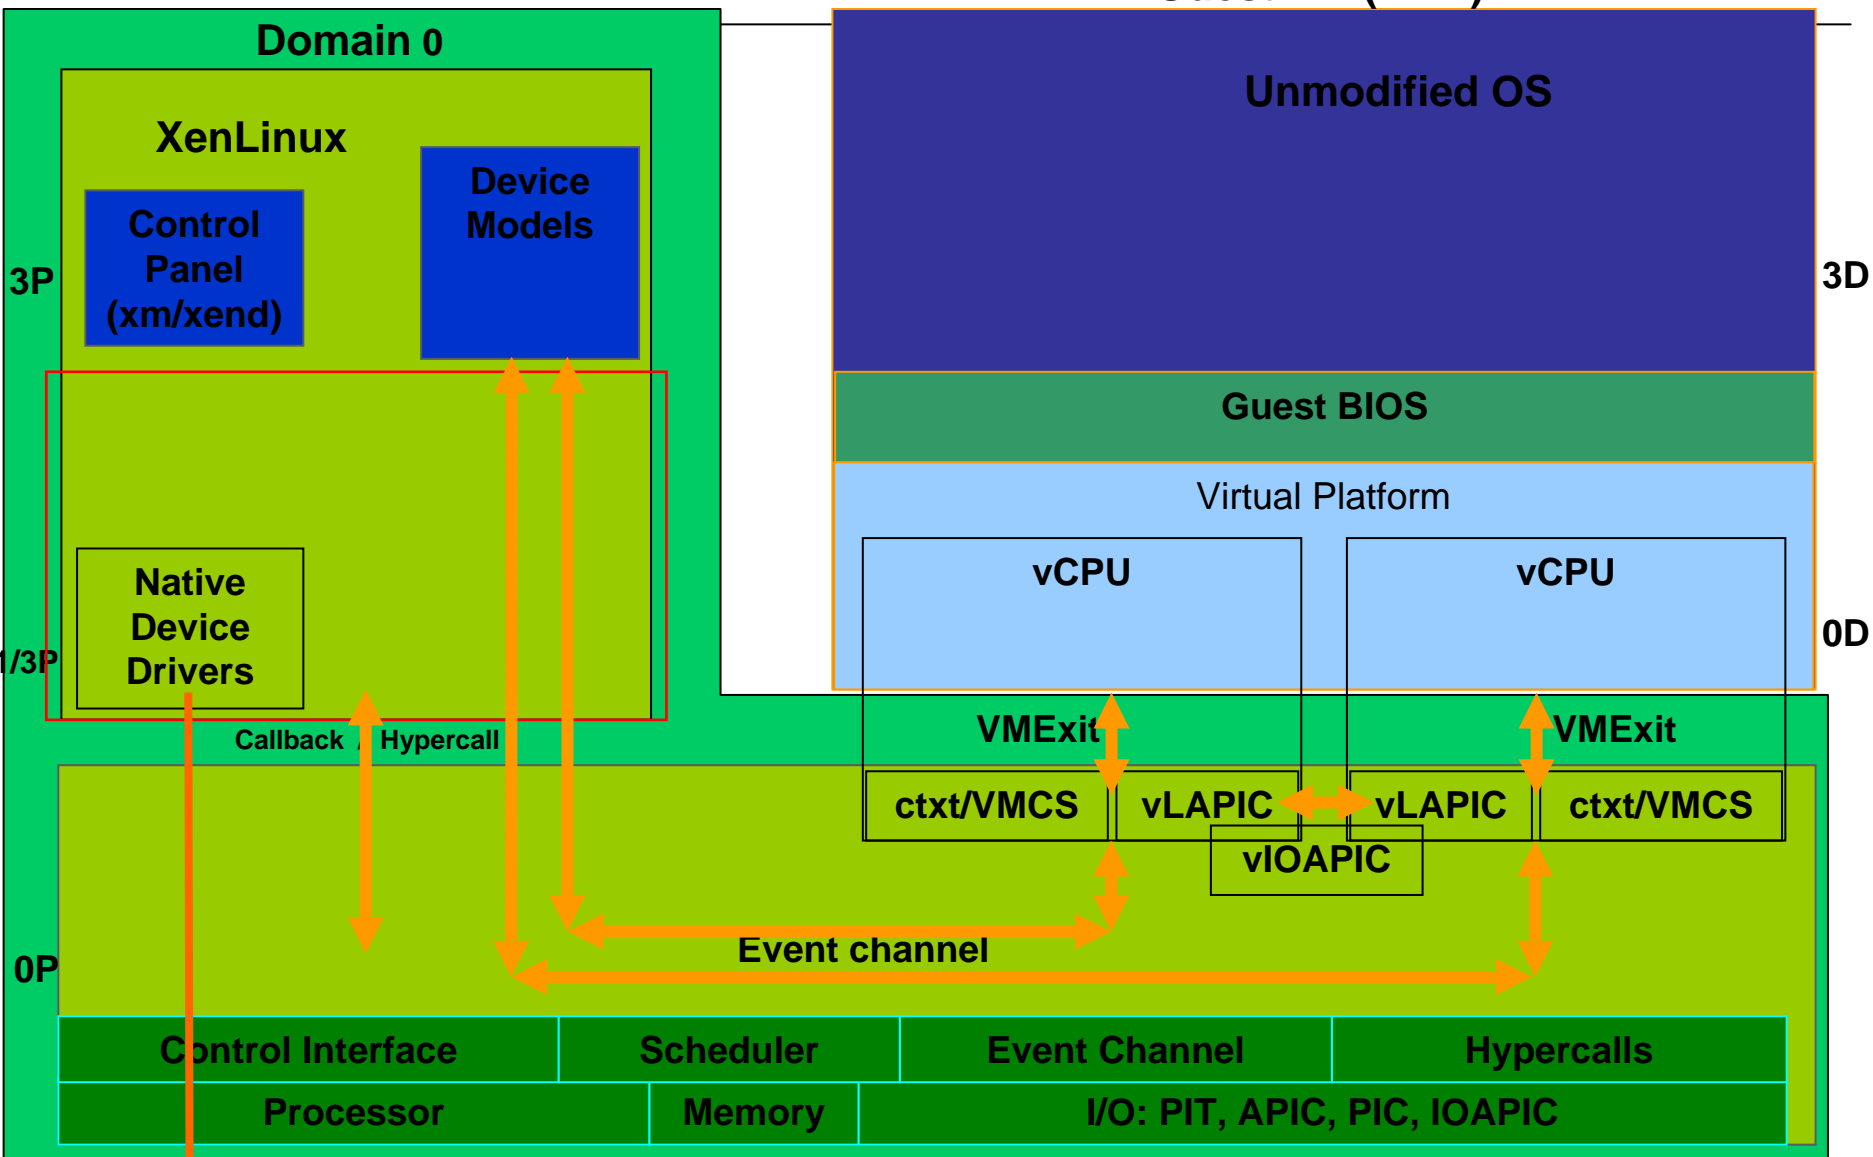 Domain 0
XenLinux
Control
Panel
(xm/xend)
Device
Models
3P
Native
Device
Drivers
1/3P
Callback / Hypercall
Unmodified OS
3D
Guest BIOS
Virtual Platform
vCPU
vCPU
0D
VMExit
VMExit
ctxt/VMCS
vLAPIC
vLAPIC
ctxt/VMCS
vIOAPIC
Event channel
0P
Control Interface
Scheduler
Event Channel
Hypercalls
Processor
Memory
I/O: PIT, APIC, PIC, IOAPIC